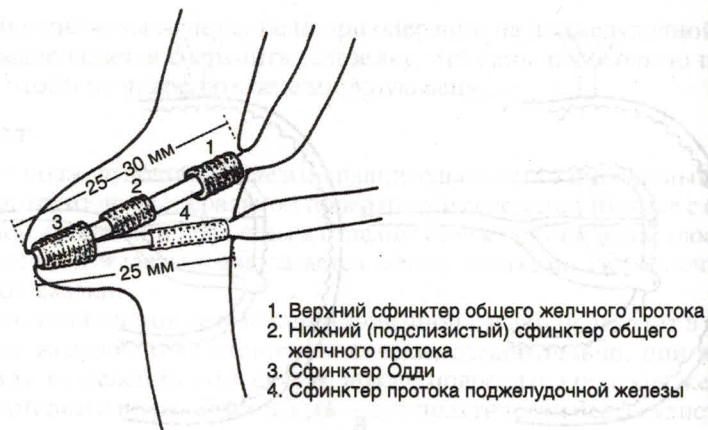 25–30 мм
1
2
3
4
25 мм
1. Верхний сфинктер общего желчного протока
2. Нижний (подслизистый) сфинктер общего
желчного протока
3. Сфинктер Одди
4. Сфинктер протока поджелудочной железы